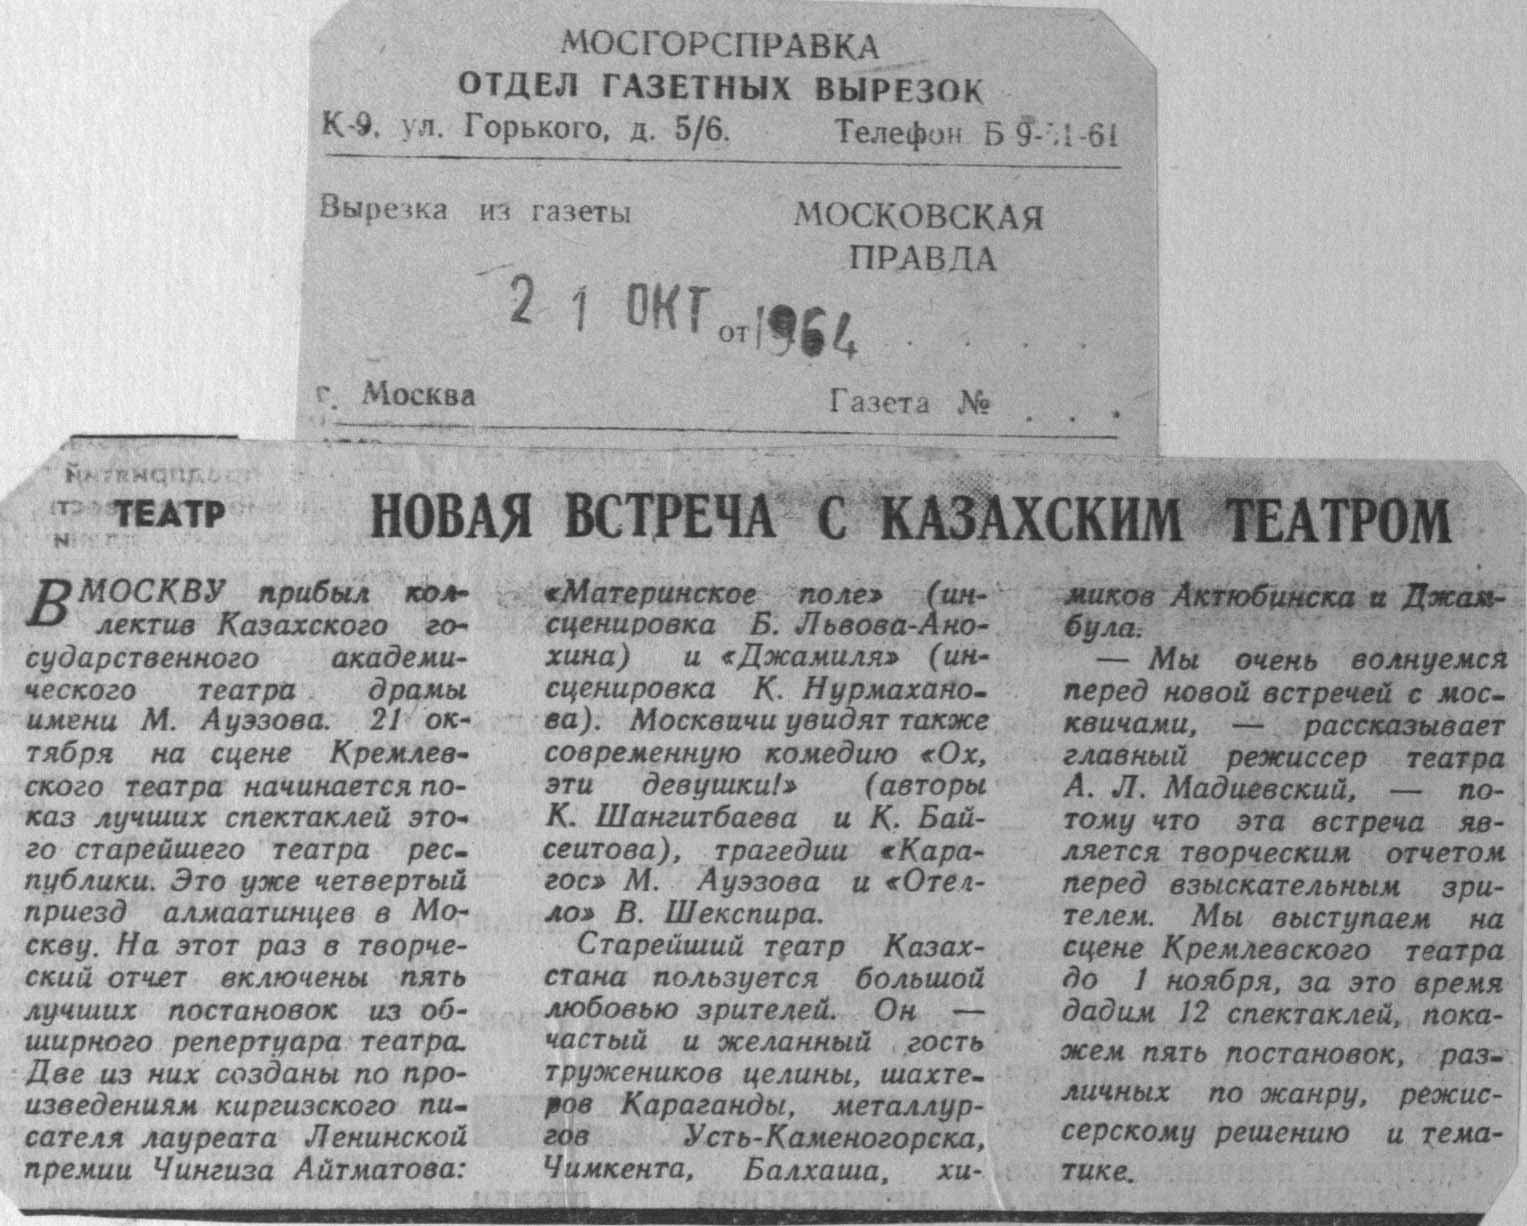 МОСГОРСПРАВКА
ОТДЕЛ ГАЗЕТНЫХ ВЫРЕЗОК
К-9, ул. Горького, д. 5/6. Телефон Б 9-51-61
Вырезка из газеты
МОСКОВСКАЯ
ПРАВДА
21 ОКТ от 1964
г. Москва Газета № . . .
ТЕАТР
НОВАЯ ВСТРЕЧА С КАЗАХСКИМ ТЕАТРОМ
В МОСКВУ прибыл кол-
лектив Казахского го-
сударственного академи-
ческого театра драмы
имени М. Ауэзова. 21 ок-
тября на сцене Кремлев-
ского театра начинается по-
каз лучших спектаклей это-
го старейшего театра рес-
публики. Это уже четвертый
приезд алмаатинцев в Мо-
скву. На этот раз в творче-
ский отчет включены пять
лучших постановок из об-
ширного репертуара театра.
Две из них созданы по про-
изведениям киргизского пи-
сателя лауреата Ленинской
премии Чингиза Айтматова:
«Материнское поле» (ин-
сценировка Б. Львова-Ано-
хина) и «Джамиля» (ин-
сценировка К. Нурмахано-
ва). Москвичи увидят также
современную комедию «Ох,
эти девушки!» (авторы
К. Шангитбаева и К. Бай-
сеитова), трагедии «Кара-
гос» М. Ауэзова и «Отел-
ло» В. Шекспира.
Старейший театр Казах-
стана пользуется большой
любовью зрителей. Он —
частый и желанный гость
тружеников целины, шахте-
ров Караганды, металлур-
гов Усть-Каменогорска,
Чимкента, Балхаша, хи-
миков Актюбинска и Джам-
була.
— Мы очень волнуемся
перед новой встречей с мос-
квичами, — рассказывает
главный режиссер театра
А. Л. Мадиевский, — по-
тому что эта встреча яв-
ляется творческим отчетом
перед взыскательным зри-
телем. Мы выступаем на
сцене Кремлевского театра
до 1 ноября, за это время
дадим 12 спектаклей, пока-
жем пять постановок, раз-
личных по жанру, режис-
серскому решению и тема-
тике.